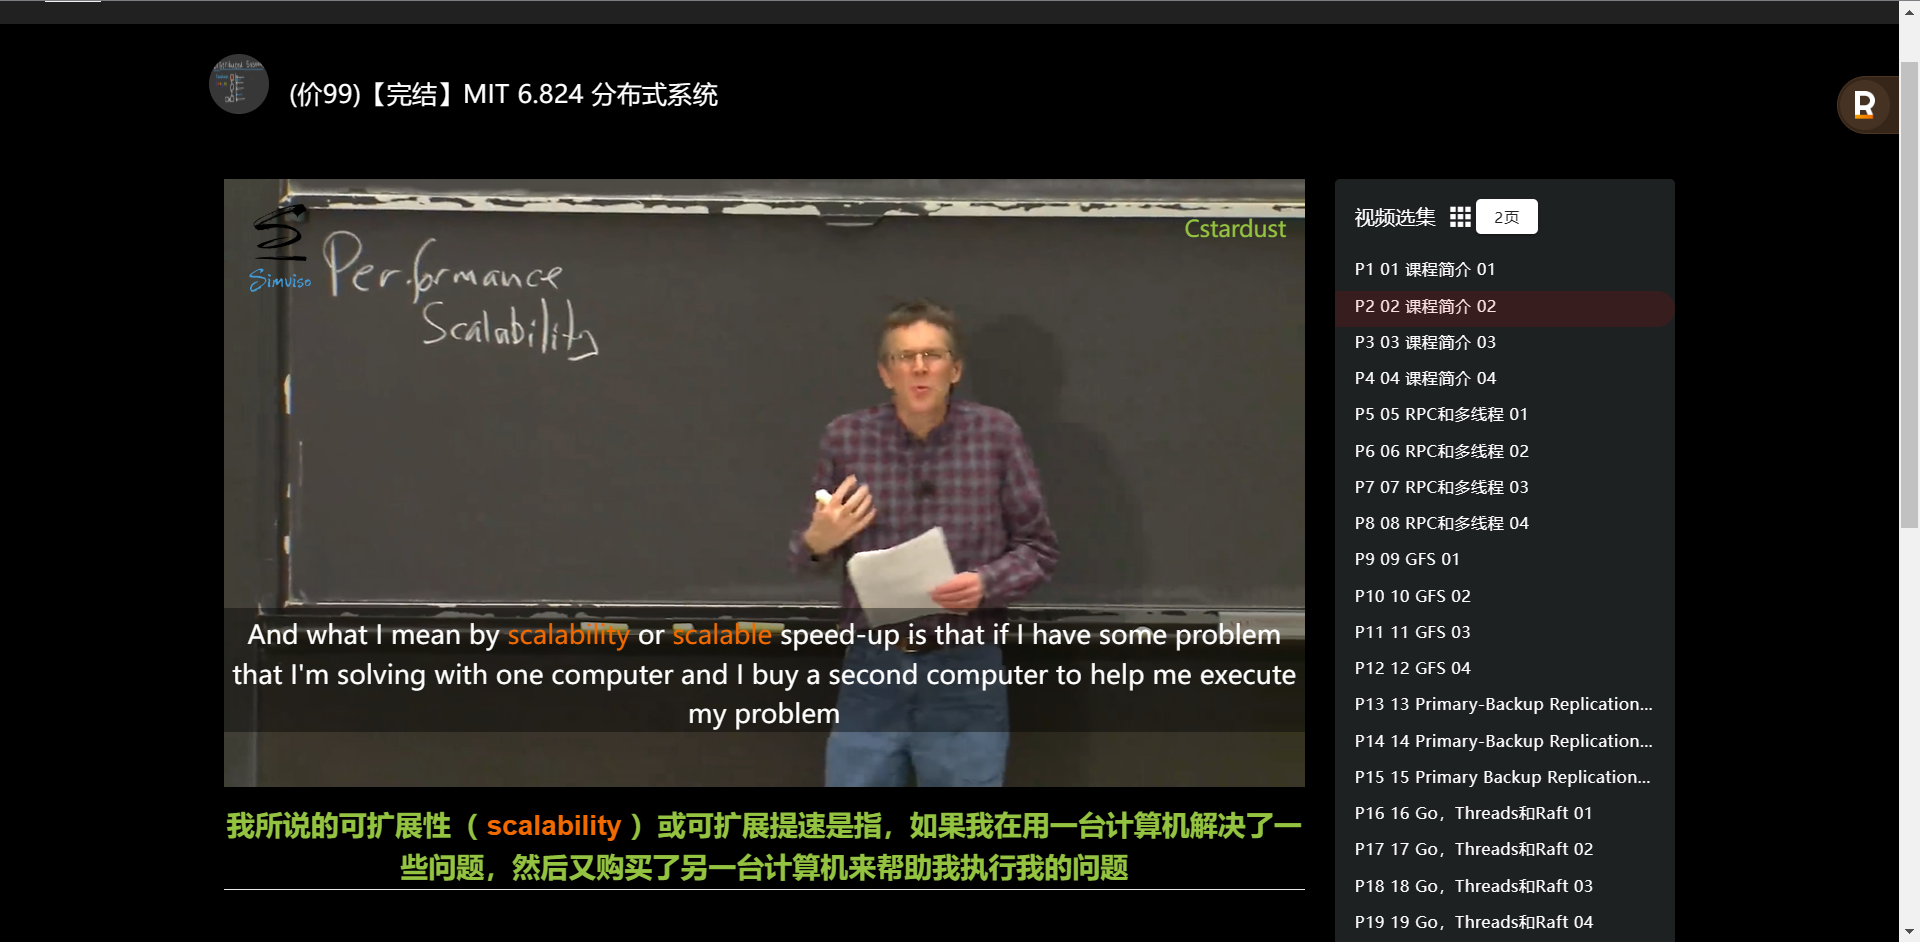 (价99)【完结】MIT 6.824 分布式系统
R
Simviso
Cstardust
Performance
Scalability
And what I mean by scalability or scalable speed-up is that if I have some problem
that I'm solving with one computer and I buy a second computer to help me execute
my problem
我所说的可扩展性（ scalability ）或可扩展提速是指，如果我在用一台计算机解决了一
些问题，然后又购买了另一台计算机来帮助我执行我的问题
视频选集 2页
P1 01 课程简介 01
P2 02 课程简介 02
P3 03 课程简介 03
P4 04 课程简介 04
P5 05 RPC和多线程 01
P6 06 RPC和多线程 02
P7 07 RPC和多线程 03
P8 08 RPC和多线程 04
P9 09 GFS 01
P10 10 GFS 02
P11 11 GFS 03
P12 12 GFS 04
P13 13 Primary-Backup Replication...
P14 14 Primary-Backup Replication...
P15 15 Primary Backup Replication...
P16 16 Go，Threads和Raft 01
P17 17 Go，Threads和Raft 02
P18 18 Go，Threads和Raft 03
P19 19 Go，Threads和Raft 04